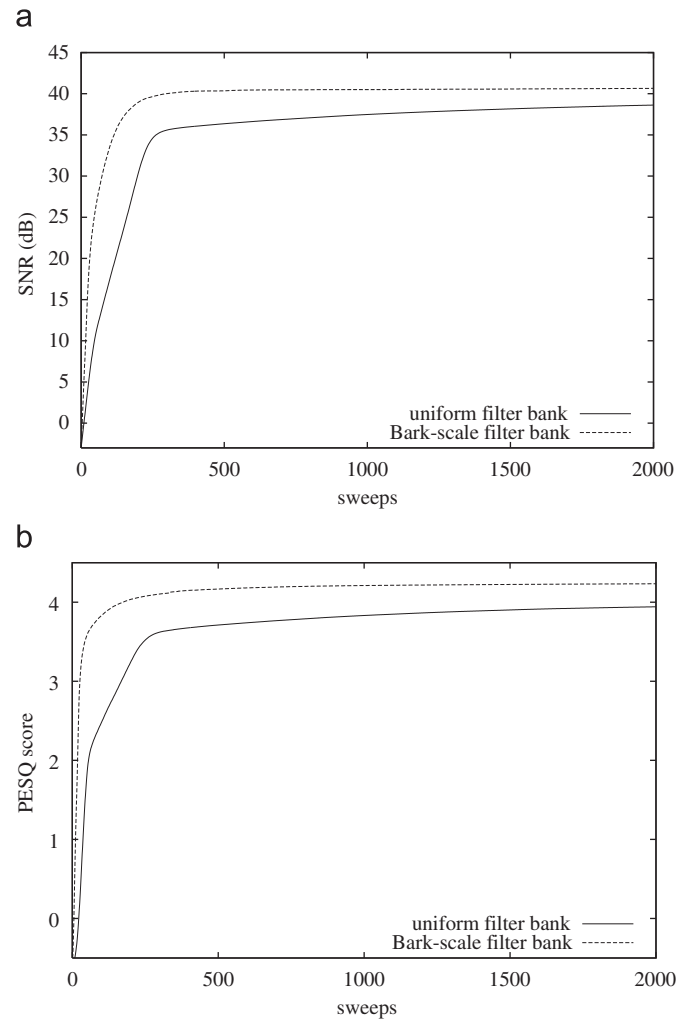 a
45
40
35
30
25
20
15
10
5
0
SNR (dB)
uniform filter bank
Bark-scale filter bank
0 500 1000 1500 2000
sweeps
b
4
3
2
1
0
PESQ score
uniform filter bank
Bark-scale filter bank
0 500 1000 1500 2000
sweeps